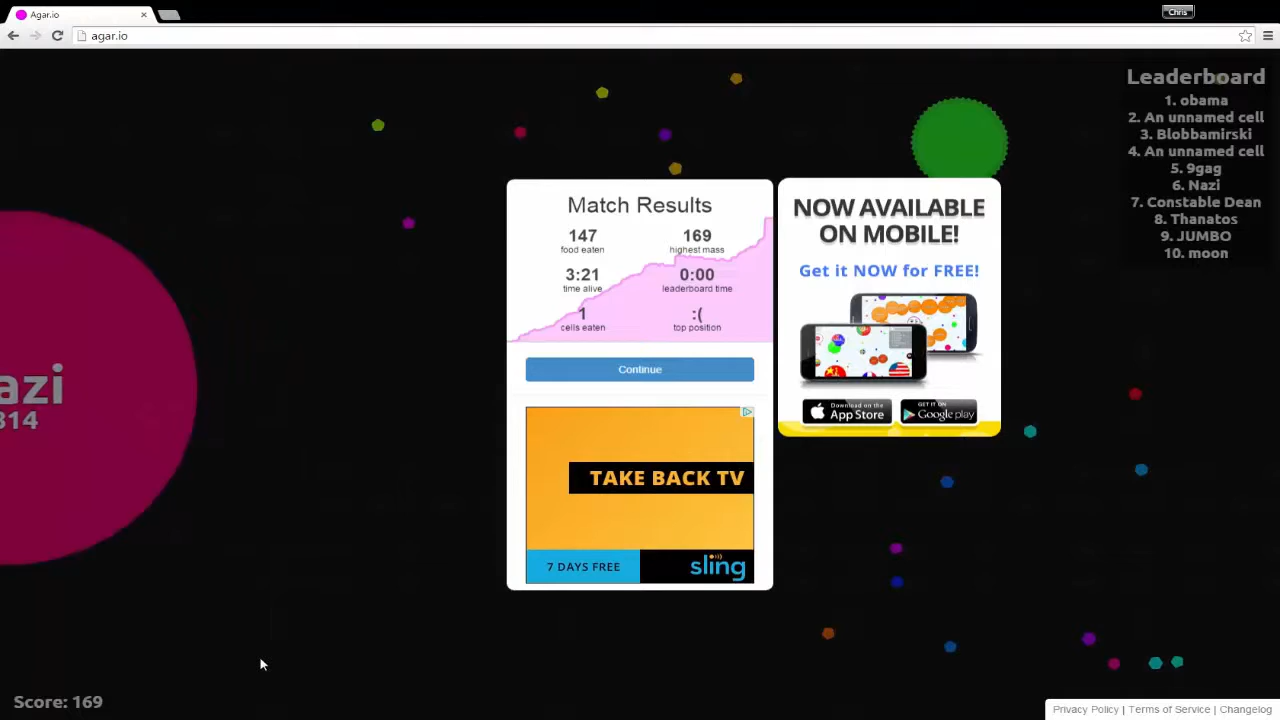 Agar.io
Chris
agar.io
Leaderboard
1. obama
2. An unnamed cell
3. Blobbamirski
4. An unnamed cell
5. 9gag
6. Nazi
7. Constable Dean
8. Thanatos
9. JUMBO
10. moon
azi
814
Match Results
147
food eaten
169
highest mass
3:21
time alive
0:00
leaderboard time
1
cells eaten
:(
top position
Continue
TAKE BACK TV
7 DAYS FREE
sling
NOW AVAILABLE
ON MOBILE!
Get it NOW for FREE!
Download on the
App Store
GET IT ON
Google play
Score: 169
Privacy Policy | Terms of Service | Changelog